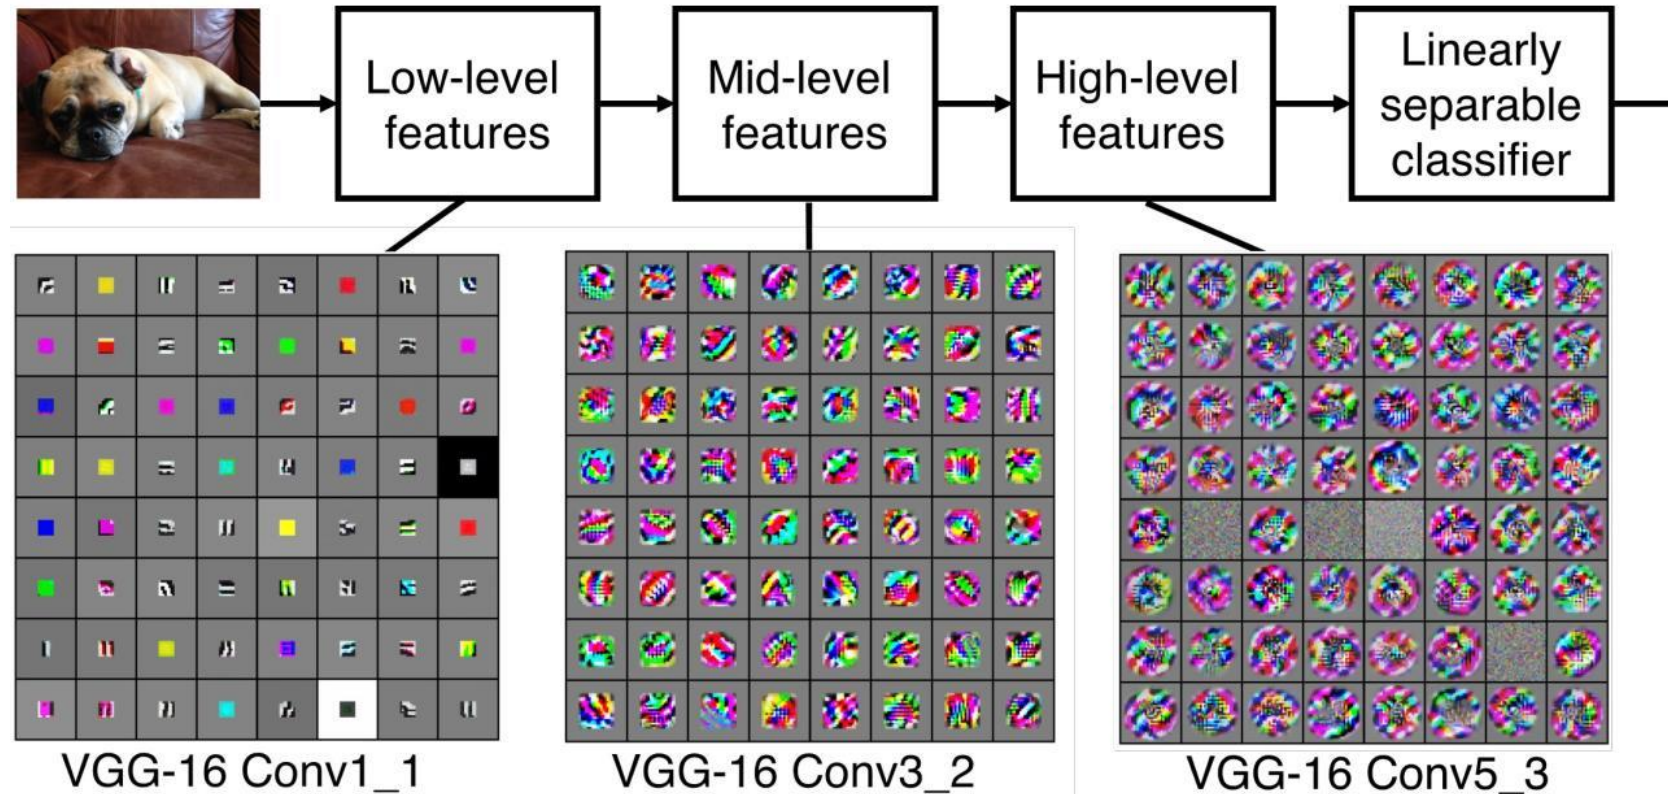 Low-level
features
Mid-level
features
High-level
features
Linearly
separable
classifier
VGG-16 Conv1_1
VGG-16 Conv3_2
VGG-16 Conv5_3